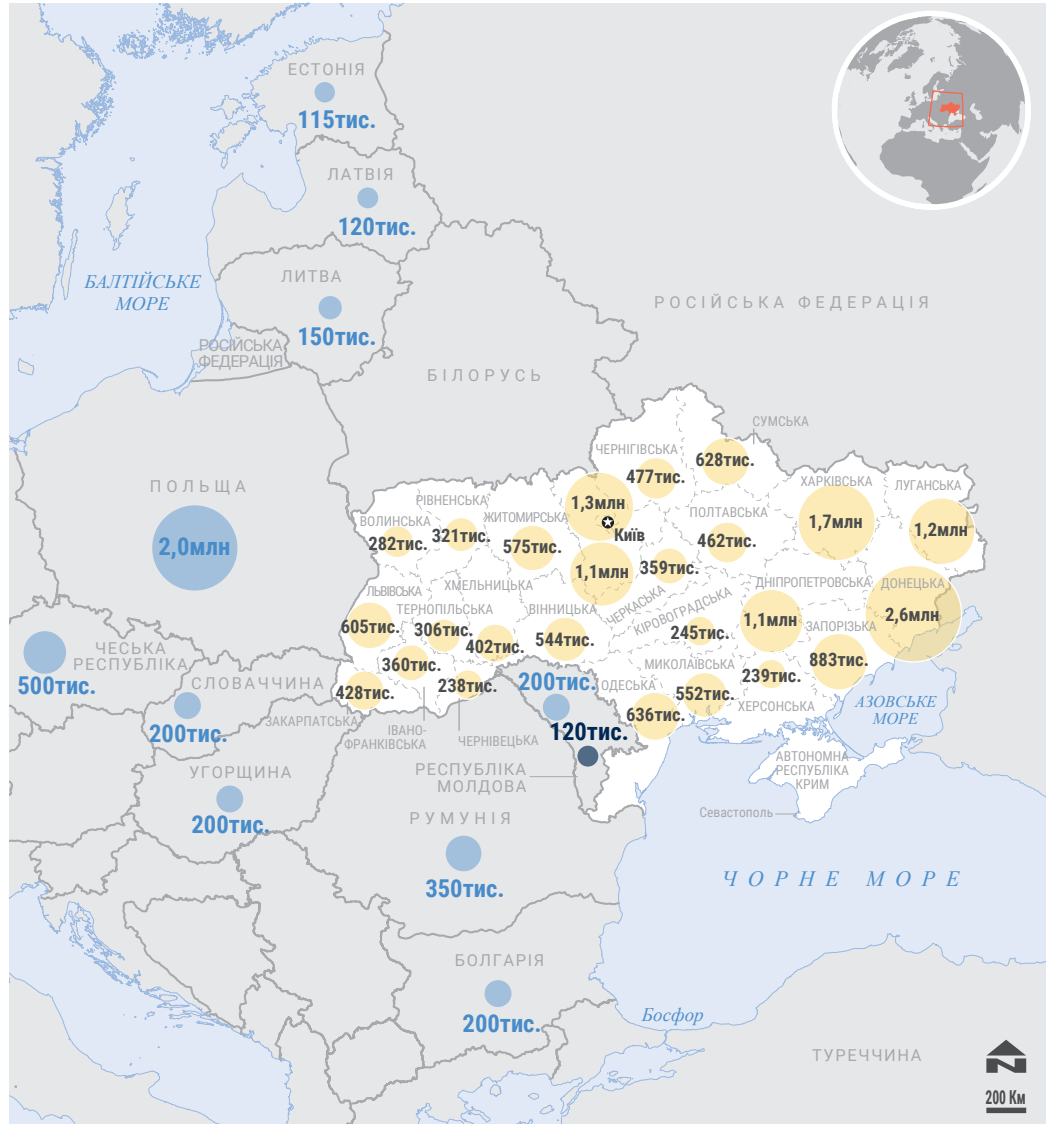 ЕСТОНІЯ
115тис.
ЛАТВІЯ
120тис.
ЛИТВА
150тис.
БАЛТІЙСЬКЕ
МОРЕ
РОСІЙСЬКА ФЕДЕРАЦІЯ
РОСІЙСЬКА
ФЕДЕРАЦІЯ
БІЛОРУСЬ
ПОЛЬЩА
2,0млн
СУМСЬКА
628тис.
ЧЕРНІГІВСЬКА
477тис.
ХАРКІВСЬКА
1,7млн
ЛУГАНСЬКА
1,2млн
РІВНЕНСЬКА
321тис.
ВОЛИНСЬКА
282тис.
ЖИТОМИРСЬКА
575тис.
1,3млн
Київ
1,1млн
ПОЛТАВСЬКА
462тис.
359тис.
ЧЕРКАСЬКА
ДНІПРОПЕТРОВСЬКА
1,1млн
ДОНЕЦЬКА
2,6млн
ЛЬВІВСЬКА
605тис.
ХМЕЛЬНИЦЬКА
402тис.
ТЕРНОПІЛЬСЬКА
306тис.
ВІННИЦЬКА
544тис.
КІРОВОГРАДСЬКА
245тис.
ЗАПОРІЗЬКА
883тис.
360тис.
428тис.
238тис.
МИКОЛАЇВСЬКА
552тис.
239тис.
ХЕРСОНСЬКА
ОДЕСЬКА
636тис.
ЧЕСЬКА
РЕСПУБЛІКА
500тис.
СЛОВАЧЧИНА
200тис.
ЗАКАРПАТСЬКА
ІВАНО-
ФРАНКІВСЬКА
ЧЕРНІВЕЦЬКА
200тис.
120тис.
РЕСПУБЛІКА
МОЛДОВА
АЗОВСЬКЕ
МОРЕ
АВТОНОМНА
РЕСПУБЛІКА
КРИМ
Севастополь
УГОРЩИНА
200тис.
РУМУНІЯ
350тис.
ЧОРНЕ МОРЕ
БОЛГАРІЯ
200тис.
Босфор
ТУРЕЧЧИНА
200 Км